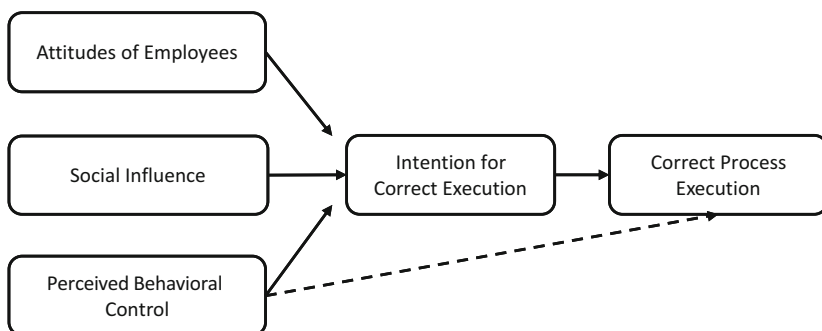 Attitudes of Employees
Social Influence
Intention for
Correct Execution
Correct Process
Execution
Perceived Behavioral
Control